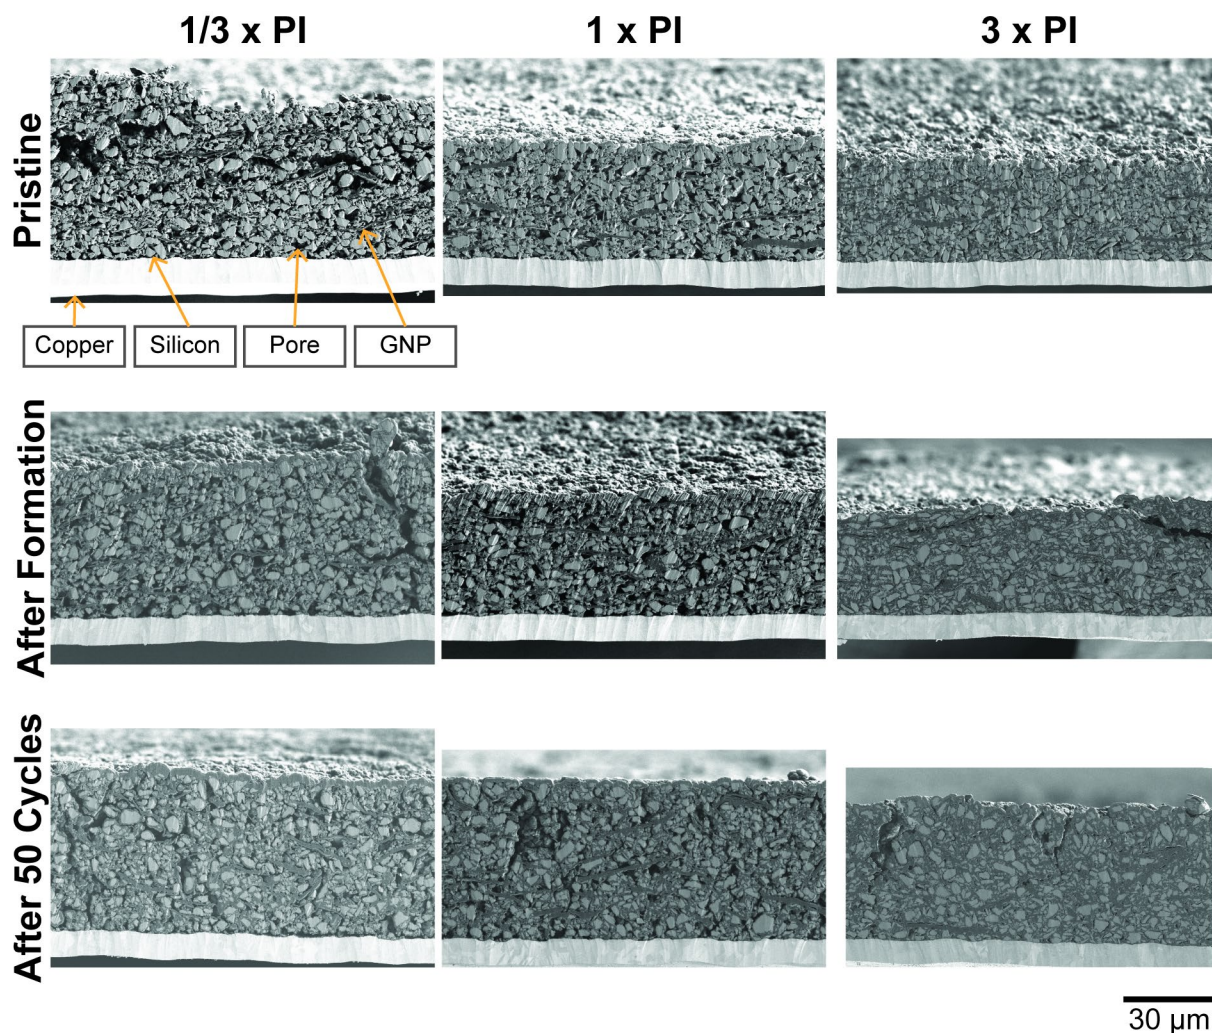 1/3 x PI
1 x PI
3 x PI
Pristine
Copper
Silicon
Pore
GNP
After Formation
After 50 Cycles
30 µm